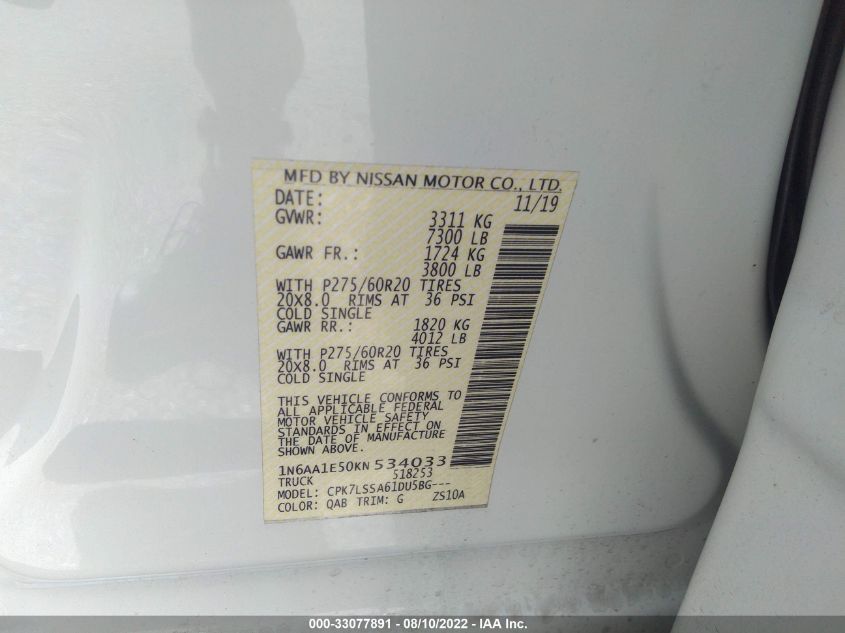 MFD BY NISSAN MOTOR CO., LTD.
DATE: 11/19
GVWR: 3311 KG
7300 LB
GAWR FR.: 1724 KG
3800 LB
WITH P275/60R20 TIRES
20X8.0 RIMS AT 36 PSI
COLD SINGLE
GAWR RR.: 1820 KG
4012 LB
WITH P275/60R20 TIRES
20X8.0 RIMS AT 36 PSI
COLD SINGLE
THIS VEHICLE CONFORMS TO
ALL APPLICABLE FEDERAL
MOTOR VEHICLE SAFETY
STANDARDS IN EFFECT ON
THE DATE OF MANUFACTURE
SHOWN ABOVE.
1N6AA1E50KN534033
TRUCK 518253
MODEL: CPK7LSSA61DU5BG---
COLOR: QAB TRIM: G ZS10A
000-33077891 - 08/10/2022 - IAA Inc.